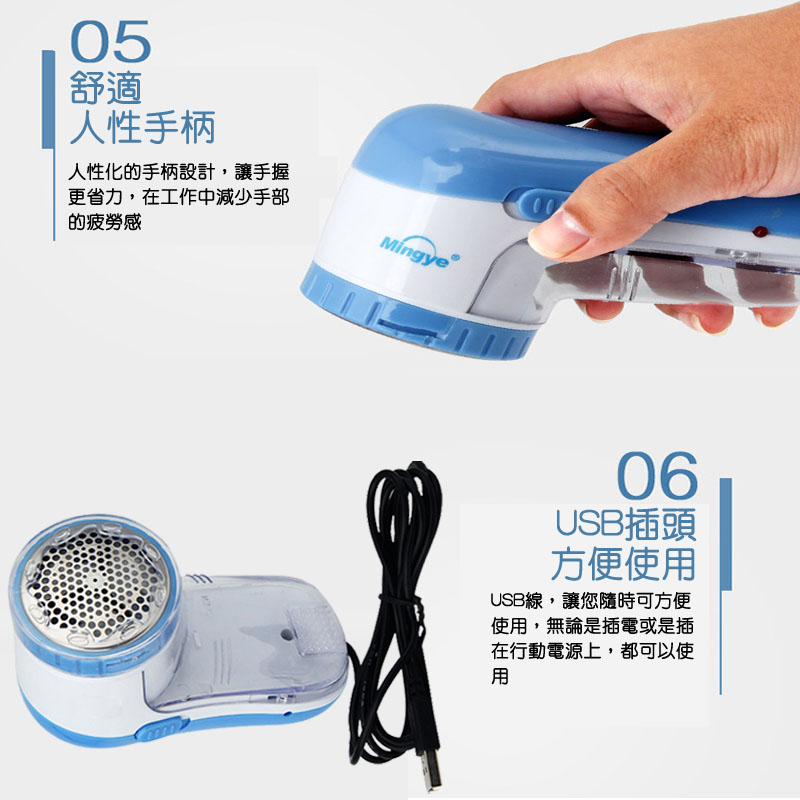 05
舒適
人性手柄
人性化的手柄設計，讓手握
更省力，在工作中減少手部
的疲勞感
Mingye®
06
USB插頭
方便使用
USB線，讓您隨時可方便
使用，無論是插電或是插
在行動電源上，都可以使
用